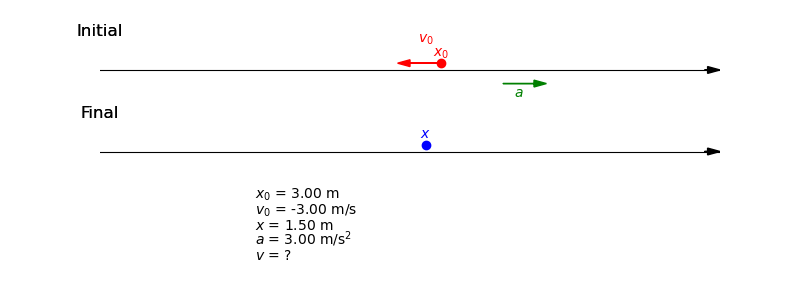 Initial
v₀
x₀
a
Final
x
x₀ = 3.00 m
v₀ = -3.00 m/s
x = 1.50 m
a = 3.00 m/s²
v = ?